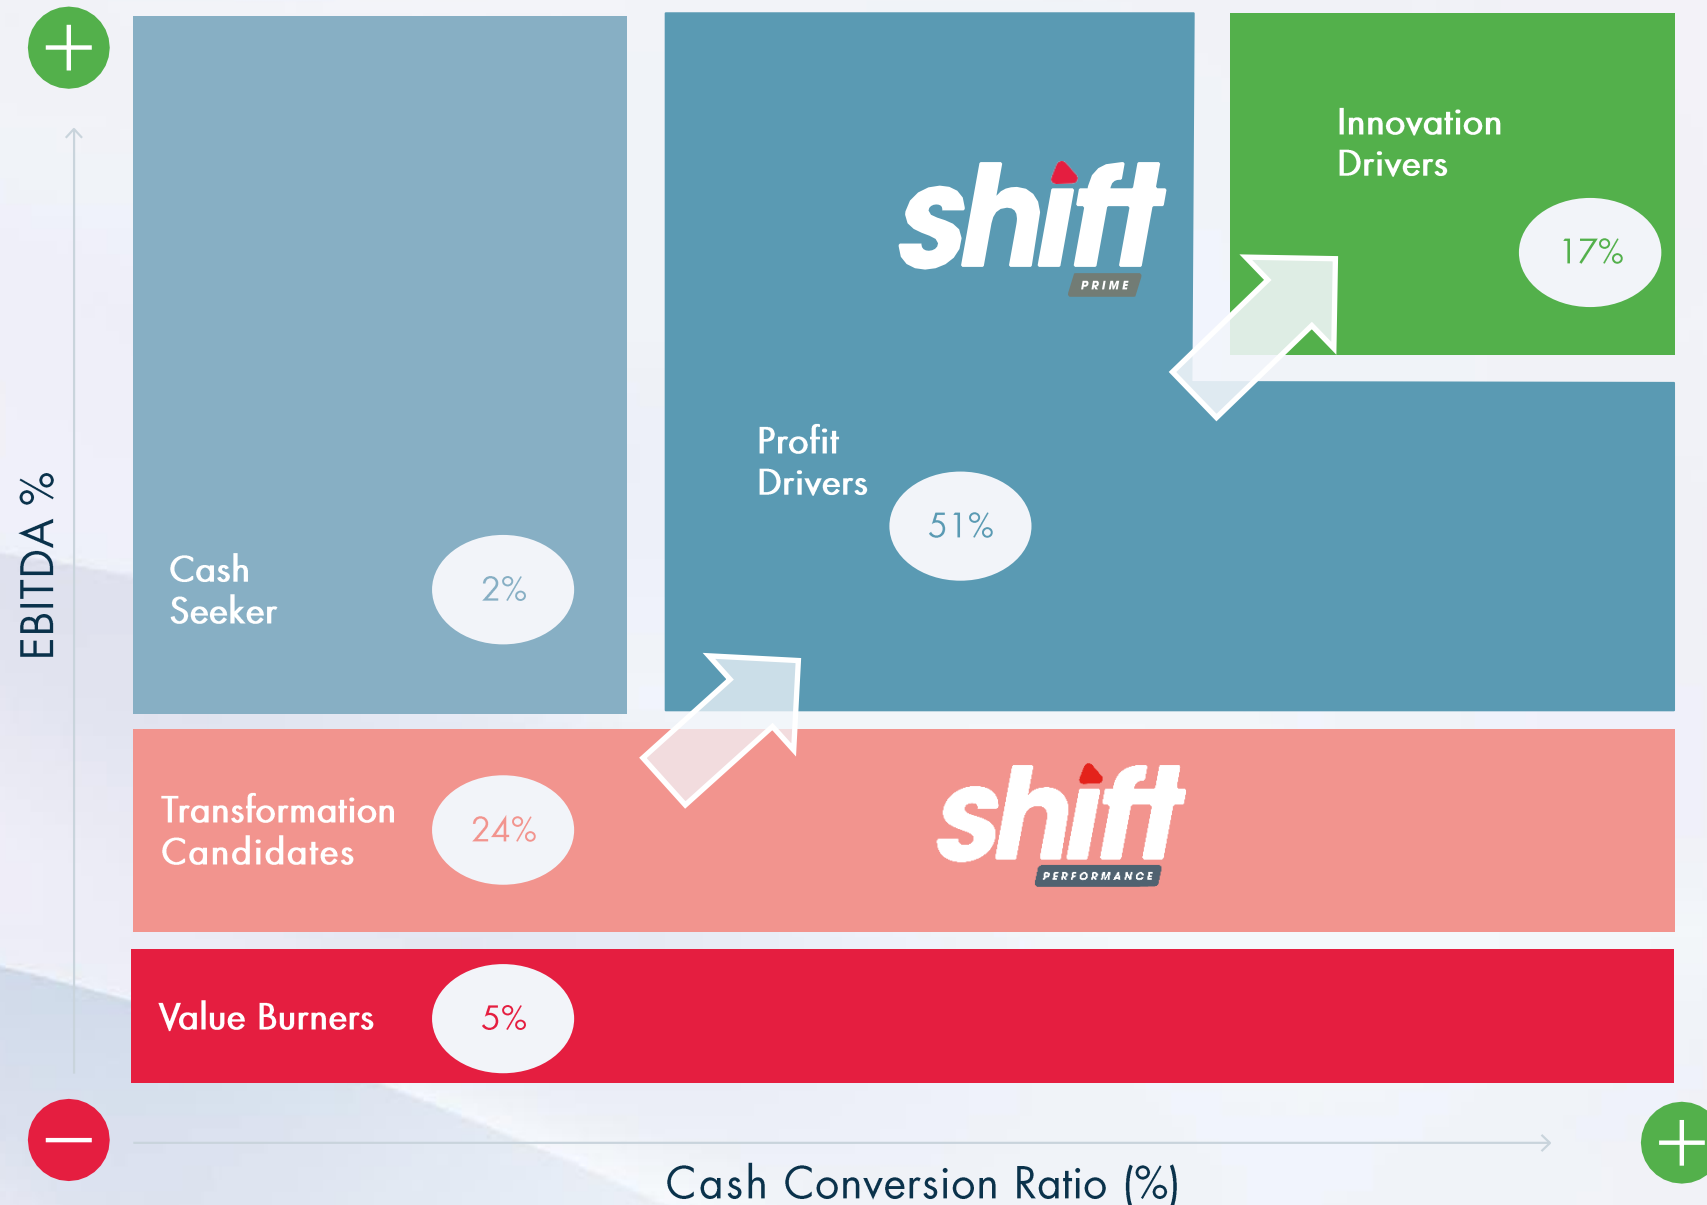 Innovation
Drivers
17%
shift
PRIME
Profit
Drivers
51%
Cash
Seeker
2%
Transformation
Candidates
24%
shift
PERFORMANCE
Value Burners
5%
EBITDA %
Cash Conversion Ratio (%)